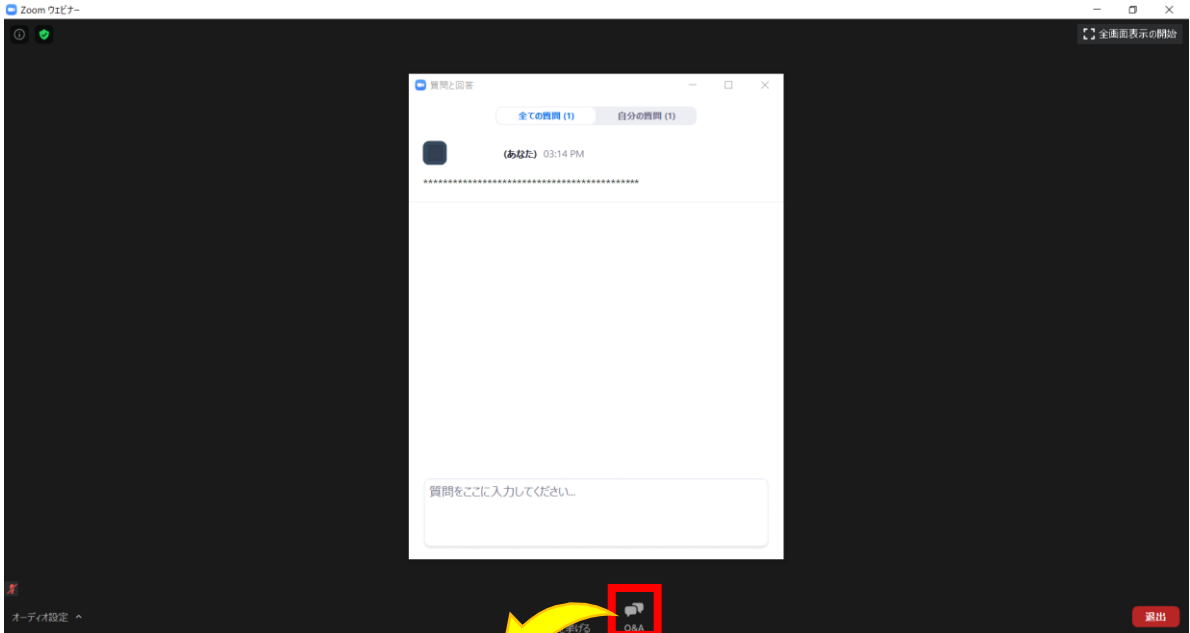 Zoom ウェビナー
全画面表示の開始
質問と回答
全ての質問 (1)
自分の質問 (1)
(あなた) 03:14 PM
*******************************************
質問をここに入力してください...
オーディオ設定
挙げる
Q&A
退出